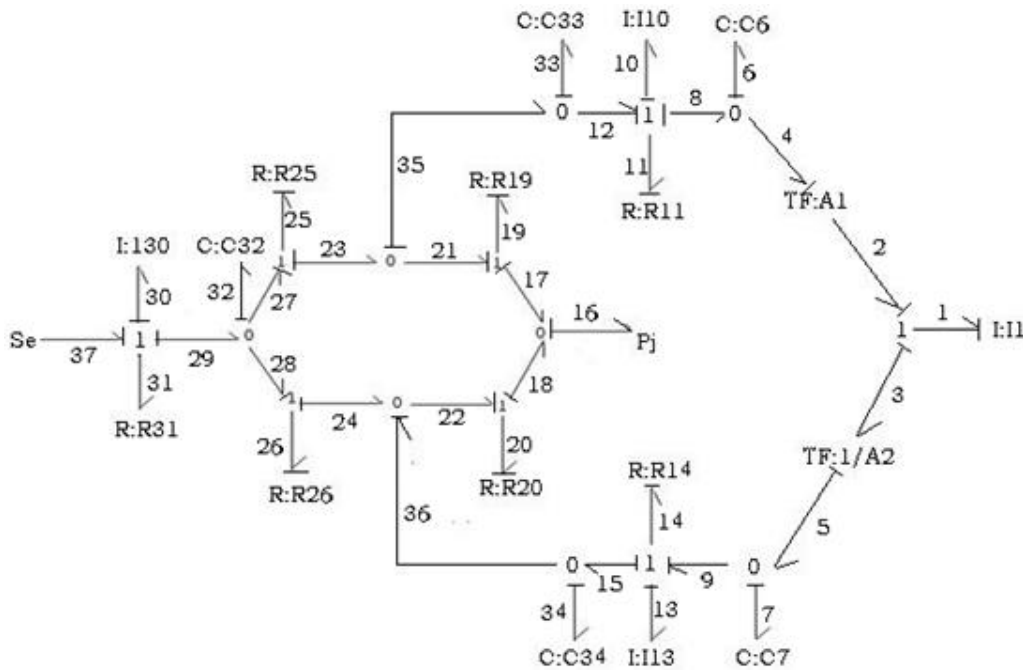 C:C33 I:I10 C:C6
33 10 6
0 12 1 8 0 4
35 11
R:R25 R:R19 R:R11 TF:A1
25 19
I:130 C:C32 1 23 0 21 1 17 2
30 32 27
Se 37 1 29 0 0 16 Pj 1 1 I:I1
31 28 18 3
R:R31 1 24 0 22 1
26 20 R:R14 TF:1/A2
R:R26 R:R20
36 14 5
0 15 1 9 0
34 13 7
C:C34 I:I13 C:C7